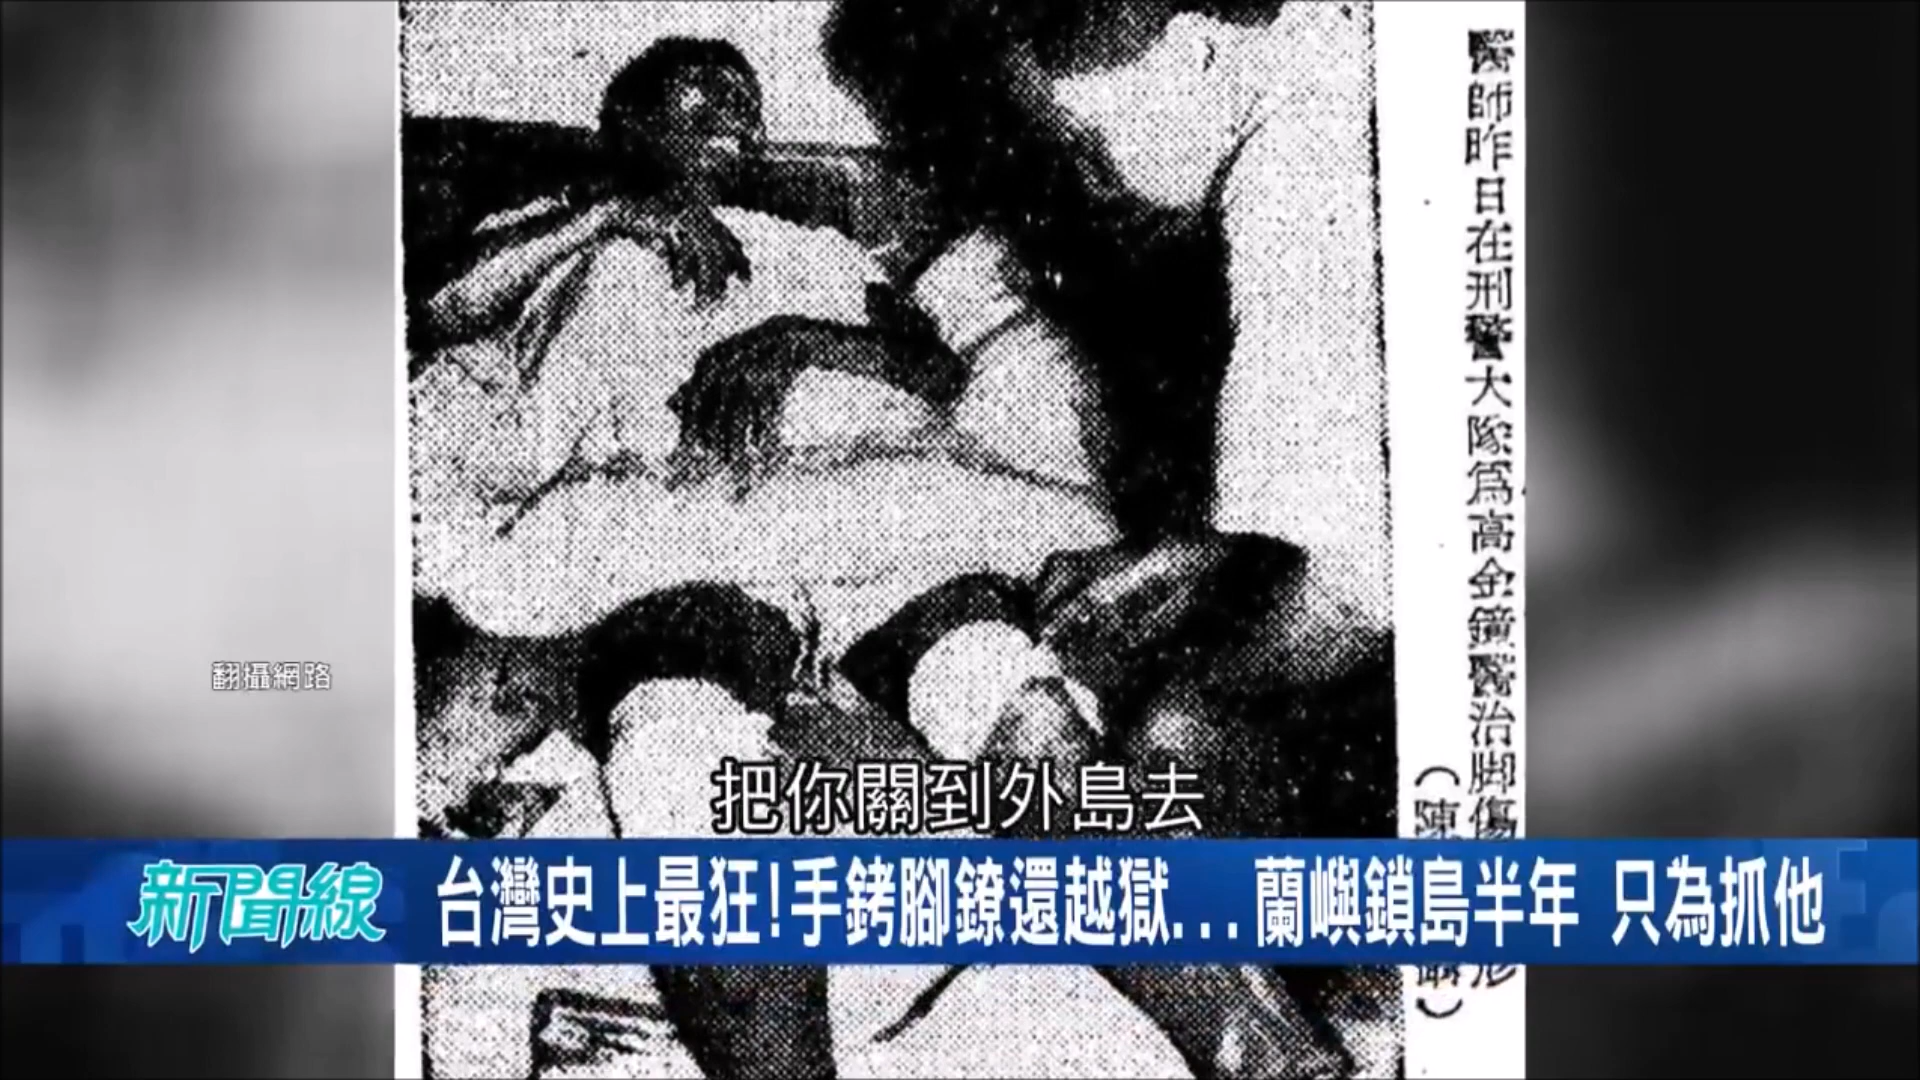 醫師昨日在刑警大隊為高金鐘醫治脚傷
翻攝網路
把你關到外島去
新聞線
台灣史上最狂!手銬腳鐐還越獄...蘭嶼鎖島半年 只為抓他